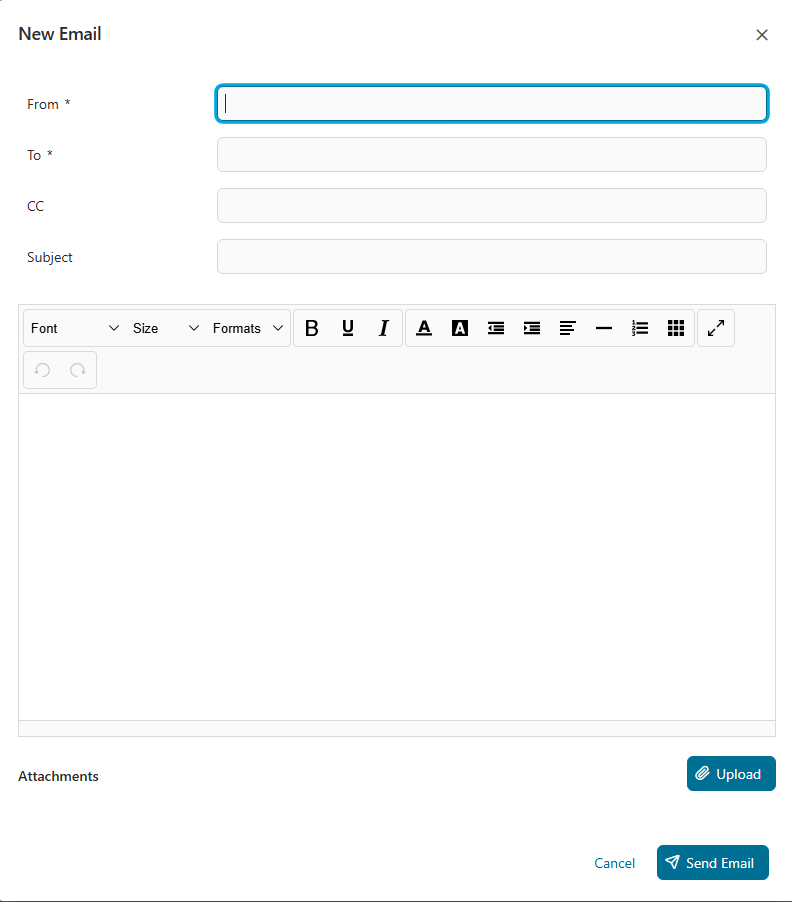 New Email
From *
To *
CC
Subject
Font Size Formats B U I A A
Attachments
Upload
Cancel Send Email